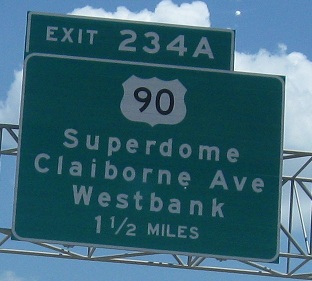 EXIT 234A
90
Superdome
Claiborne Ave
Westbank
1 1/2 MILES